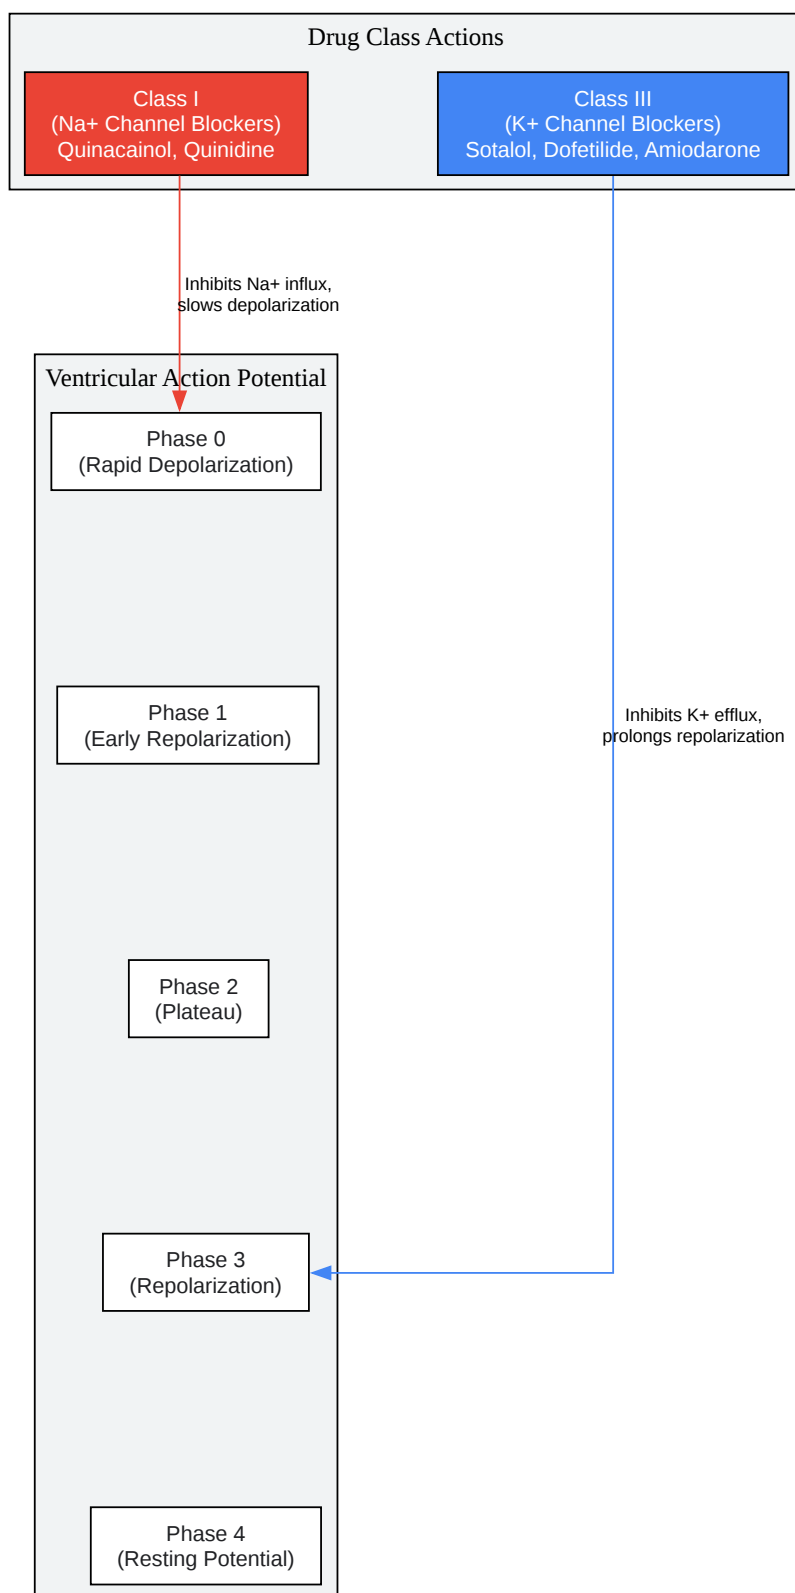 Drug Class Actions
Class I
(Na+ Channel Blockers)
Quinacainol, Quinidine
Class III
(K+ Channel Blockers)
Sotalol, Dofetilide, Amiodarone
Inhibits Na+ influx,
slows depolarization
Ventricular Action Potential
Phase 0
(Rapid Depolarization)
Phase 1
(Early Repolarization)
Inhibits K+ efflux,
prolongs repolarization
Phase 2
(Plateau)
Phase 3
(Repolarization)
Phase 4
(Resting Potential)